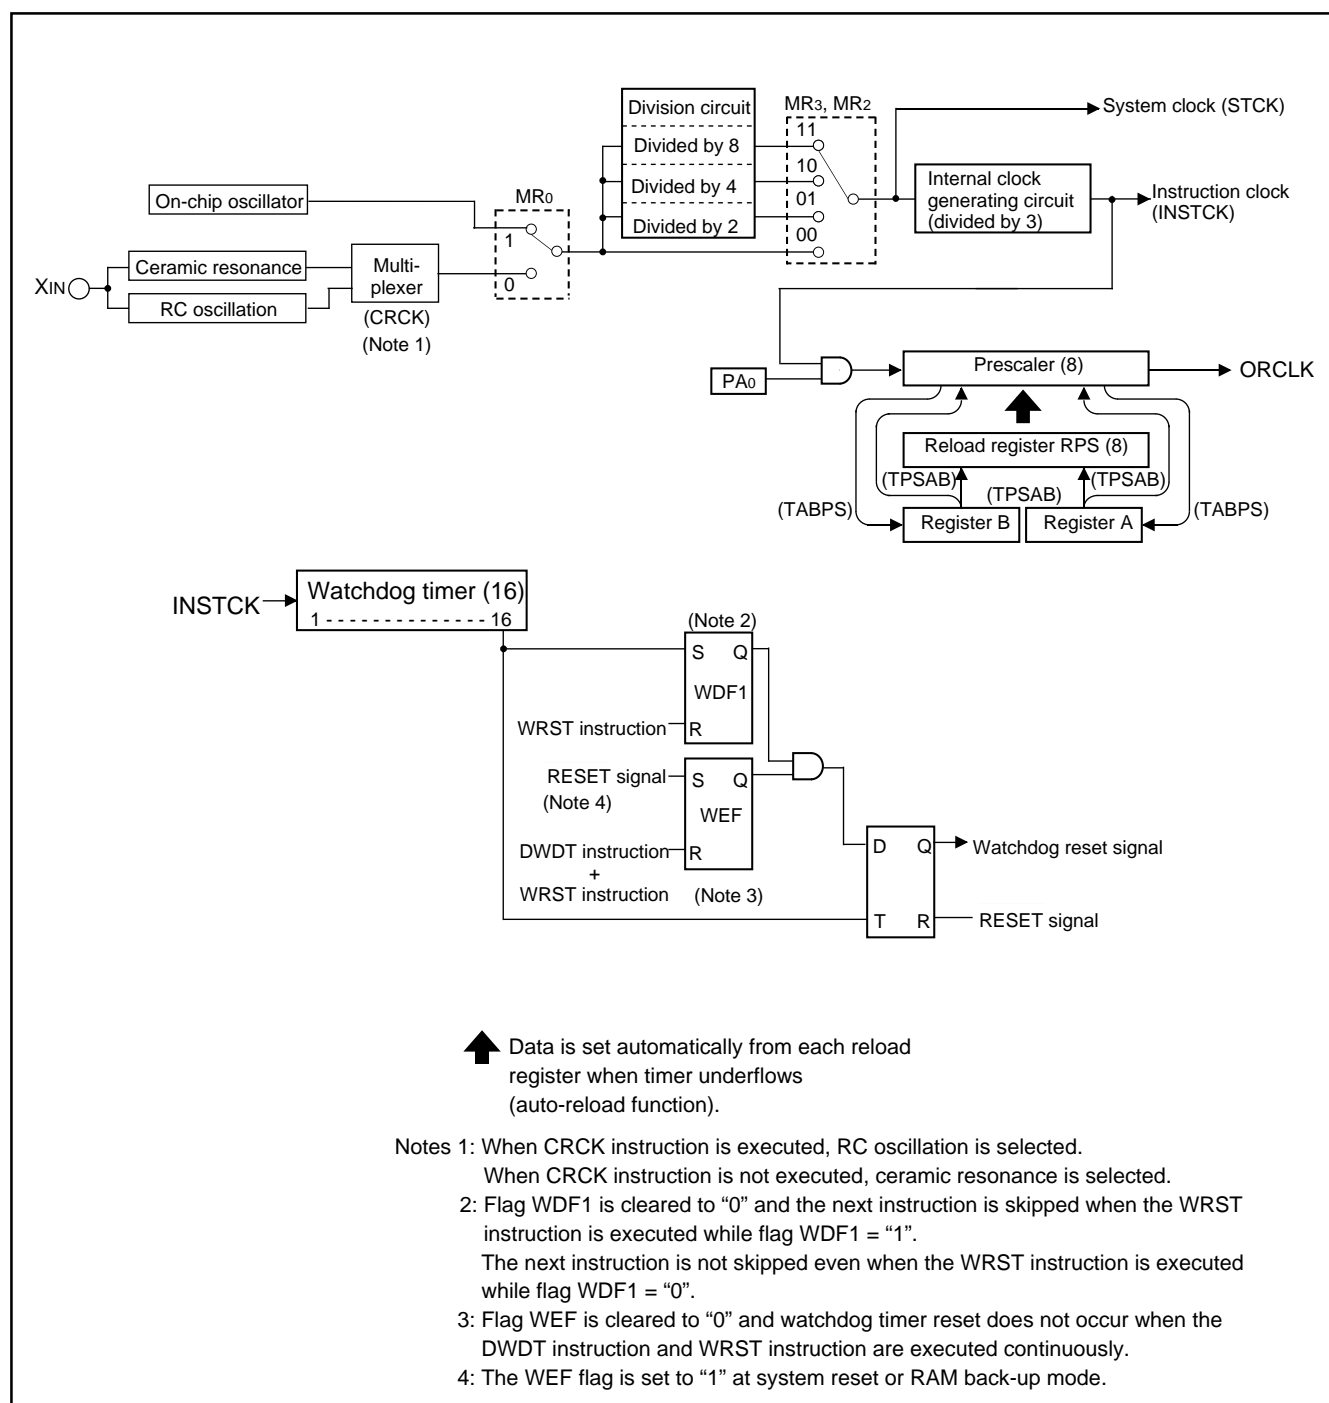 Division circuit
MR3, MR2
System clock (STCK)
11
Divided by 8
10
Divided by 4
Internal clock
generating circuit
(divided by 3)
Instruction clock
(INSTCK)
On-chip oscillator
MR0
01
Divided by 2
1
00
Ceramic resonance
Multi-
plexer
XIN
0
RC oscillation
(CRCK)
(Note 1)
Prescaler (8)
ORCLK
PA0
Reload register RPS (8)
(TPSAB)
(TPSAB)
(TPSAB)
(TABPS)
Register B
Register A
(TABPS)
INSTCK
Watchdog timer (16)
1 - - - - - - - - - - - - - - 16
(Note 2)
S Q
WDF1
WRST instruction
R
RESET signal
S Q
(Note 4)
WEF
DWDT instruction
R
+
WRST instruction
(Note 3)
D Q
Watchdog reset signal
T R
RESET signal
Data is set automatically from each reload
register when timer underflows
(auto-reload function).
Notes 1: When CRCK instruction is executed, RC oscillation is selected.
When CRCK instruction is not executed, ceramic resonance is selected.
2: Flag WDF1 is cleared to “0” and the next instruction is skipped when the WRST
instruction is executed while flag WDF1 = “1”.
The next instruction is not skipped even when the WRST instruction is executed
while flag WDF1 = “0”.
3: Flag WEF is cleared to “0” and watchdog timer reset does not occur when the
DWDT instruction and WRST instruction are executed continuously.
4: The WEF flag is set to “1” at system reset or RAM back-up mode.